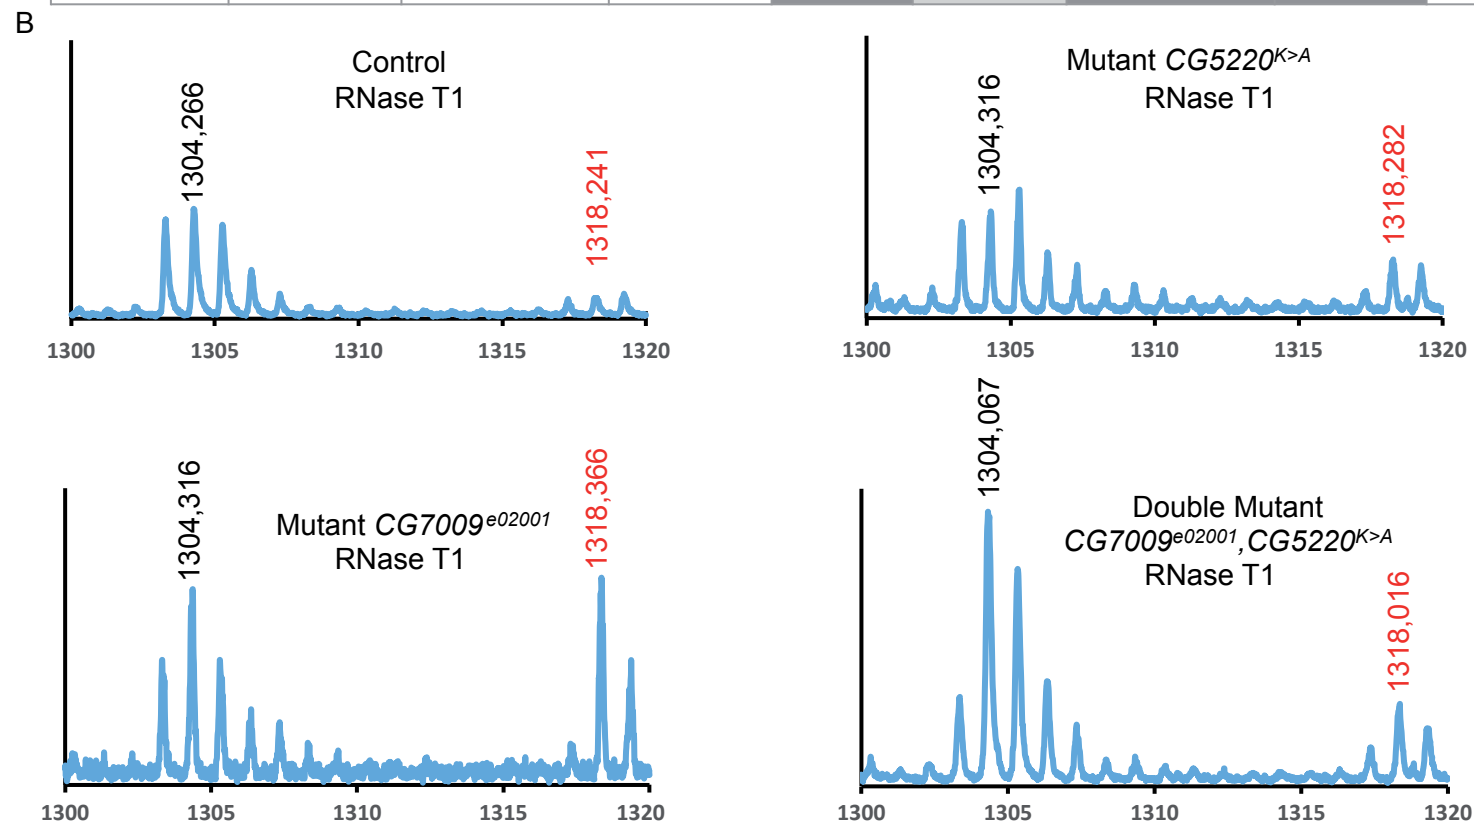 B
Control
RNase T1
1304,266
1318,241
1300 1305 1310 1315 1320
Mutant CG5220K>A
RNase T1
1304,316
1318,282
1300 1305 1310 1315 1320
Mutant CG7009e02001
RNase T1
1304,316
1318,366
1300 1305 1310 1315 1320
Double Mutant
CG7009e02001,CG5220K>A
RNase T1
1304,067
1318,016
1300 1305 1310 1315 1320